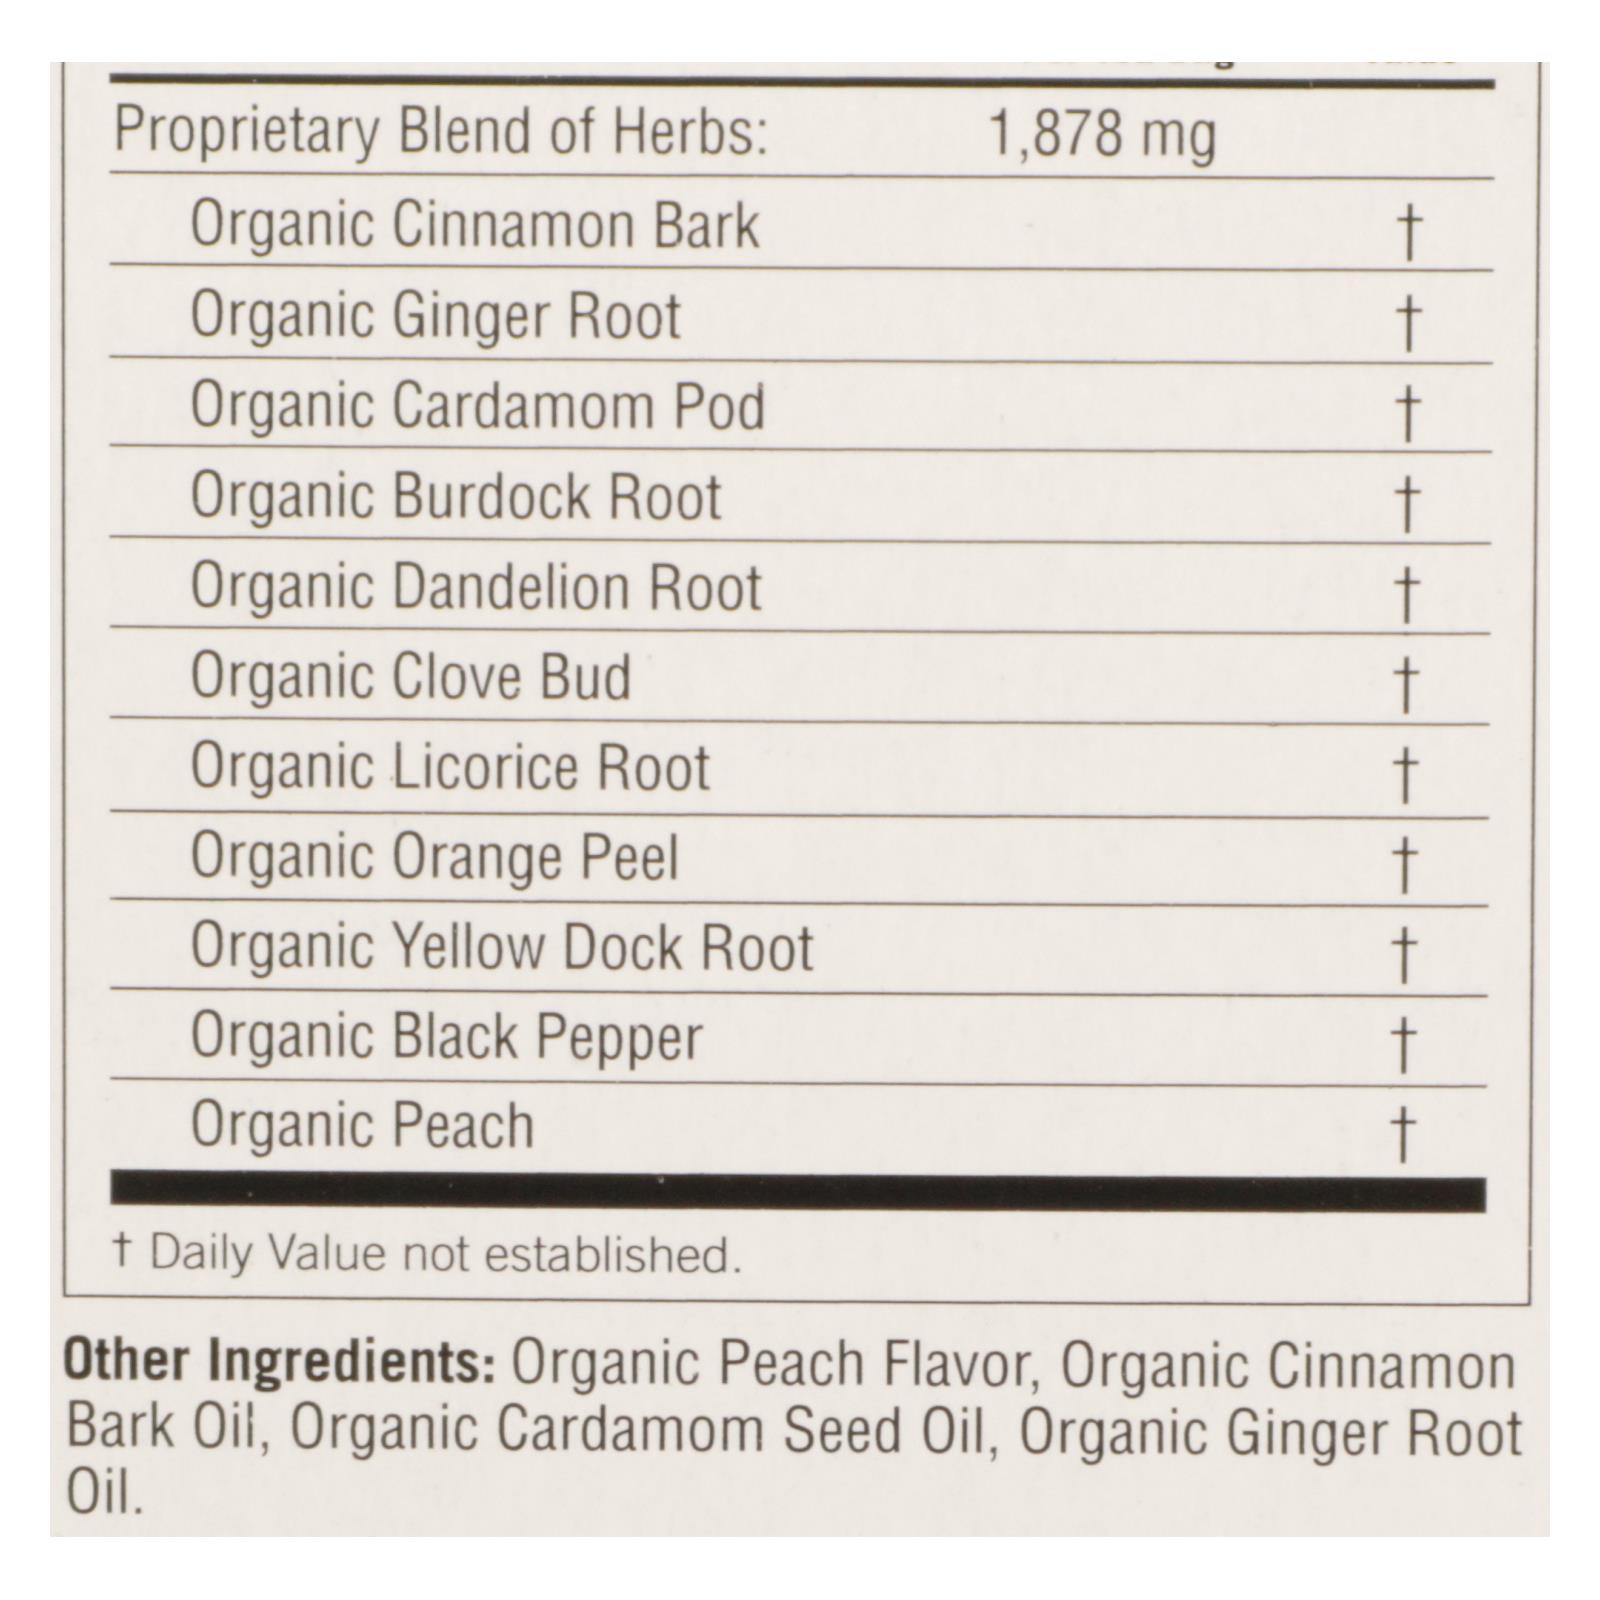 Proprietary Blend of Herbs: 1,878 mg
Organic Cinnamon Bark †
Organic Ginger Root †
Organic Cardamom Pod †
Organic Burdock Root †
Organic Dandelion Root †
Organic Clove Bud †
Organic Licorice Root †
Organic Orange Peel †
Organic Yellow Dock Root †
Organic Black Pepper †
Organic Peach †
† Daily Value not established.
Other Ingredients: Organic Peach Flavor, Organic Cinnamon
Bark Oil, Organic Cardamom Seed Oil, Organic Ginger Root
Oil.